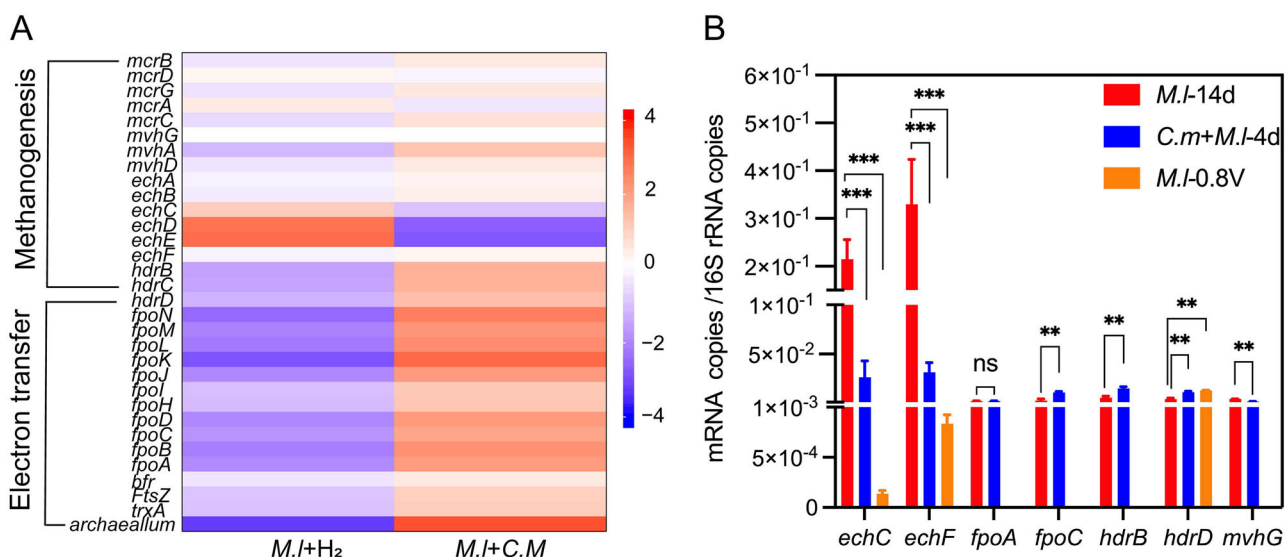 A
Methanogenesis
Electron transfer
mcrB
mcrD
mcrG
mcrA
mcrC
mvhG
mvhA
mvhD
echA
echB
echC
echD
echE
echF
hdrB
hdrC
hdrD
fpoN
fpoM
fpoL
fpoK
fpoJ
fpoI
fpoH
fpoD
fpoC
fpoB
fpoA
bfr
FtsZ
trxA
archaeallum
M.l+H₂ M.l+C.M
4
2
0
−2
−4
B
mRNA copies /16S rRNA copies
6×10⁻¹
5×10⁻¹
4×10⁻¹
3×10⁻¹
2×10⁻¹
1×10⁻¹
5×10⁻²
1×10⁻³
5×10⁻⁴
0
M.l-14d
C.m+M.l-4d
M.l-0.8V
***
***
***
***
ns
**
**
**
**
**
echC echF fpoA fpoC hdrB hdrD mvhG